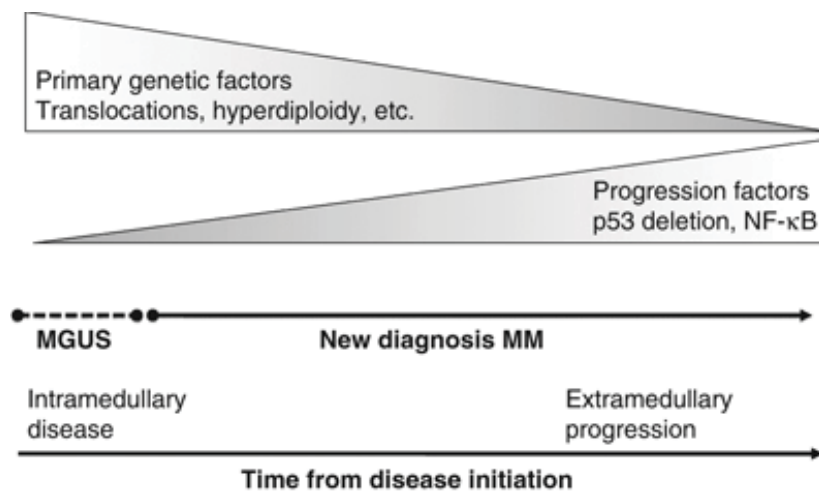 Primary genetic factors
Translocations, hyperdiploidy, etc.
Progression factors
p53 deletion, NF-κB
MGUS
New diagnosis MM
Intramedullary
disease
Extramedullary
progression
Time from disease initiation